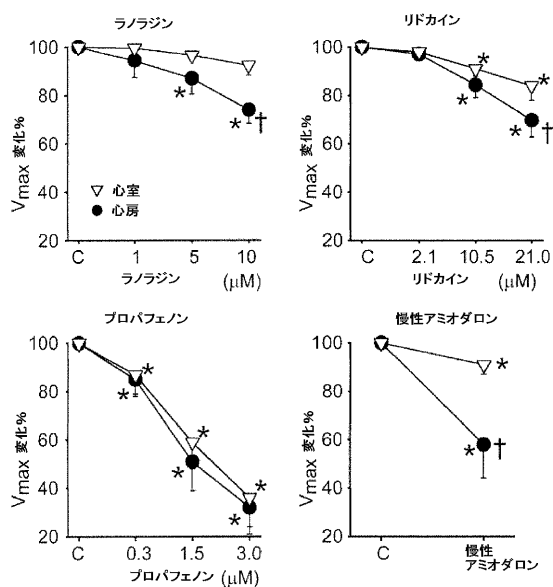 ラノラジン
100
80
60
40
20
Vmax 変化%
▽ 心室
● 心房
* * † 
C 1 5 10
ラノラジン (μM)
リドカイン
100
80
60
40
20
Vmax 変化%
* * * * †
C 2.1 10.5 21.0
リドカイン (μM)
プロパフェノン
100
80
60
40
20
Vmax 変化%
* * * * * *
C 0.3 1.5 3.0
プロパフェノン (μM)
慢性アミオダロン
100
80
60
40
20
Vmax 変化%
* * †
C 慢性
アミオダロン